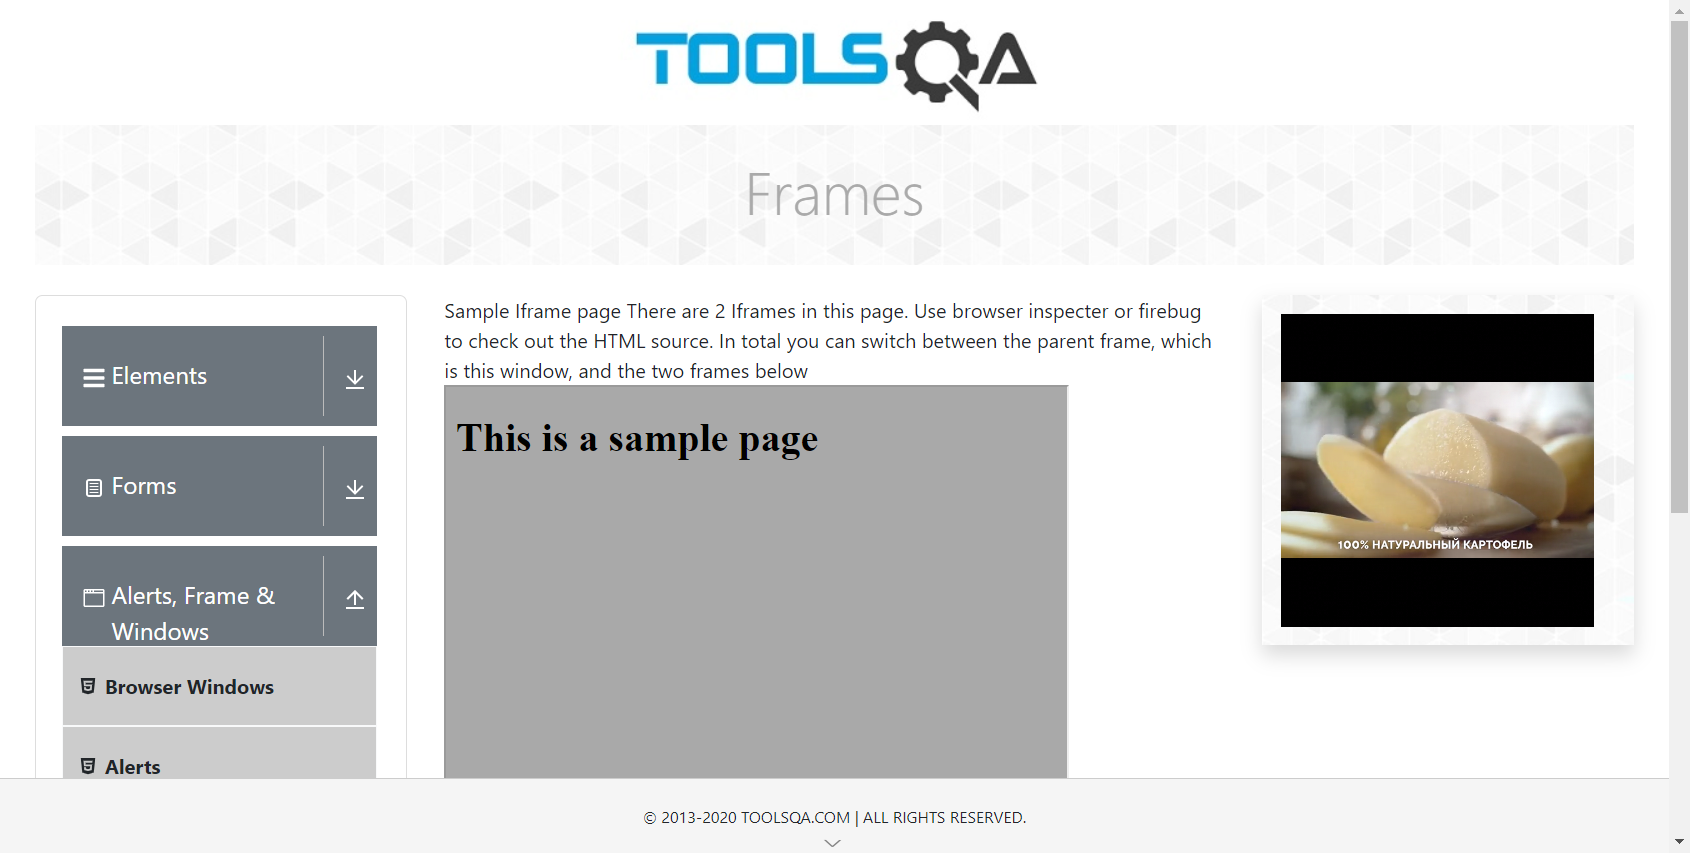 TOOLSQA
Frames
Elements
Forms
Alerts, Frame &
Windows
Browser Windows
Alerts
Sample Iframe page There are 2 Iframes in this page. Use browser inspecter or firebug
to check out the HTML source. In total you can switch between the parent frame, which
is this window, and the two frames below
This is a sample page
100% НАТУРАЛЬНЫЙ КАРТОФЕЛЬ
© 2013-2020 TOOLSQA.COM | ALL RIGHTS RESERVED.